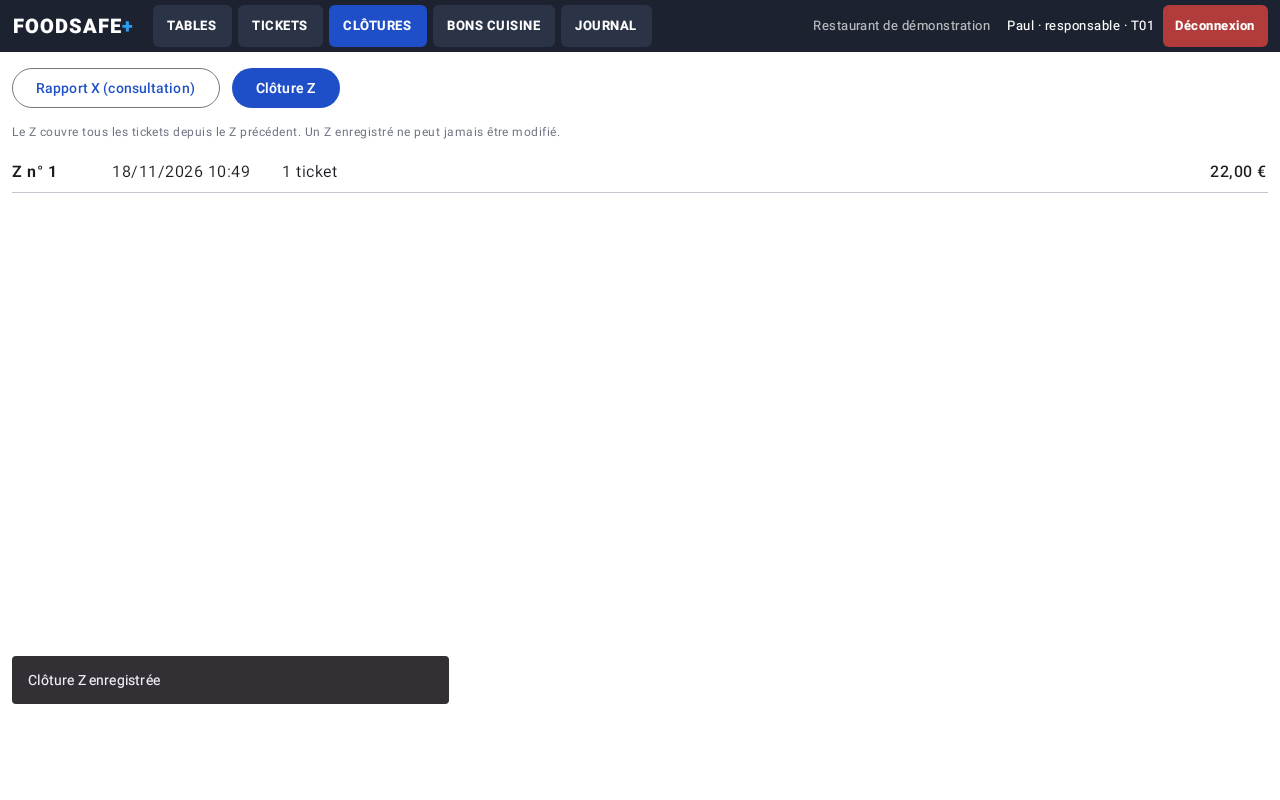 FOODSAFE+ TABLES TICKETS CLÔTURES BONS CUISINE JOURNAL Restaurant de démonstration Paul · responsable · T01 Déconnexion
Rapport X (consultation) Clôture Z
Le Z couvre tous les tickets depuis le Z précédent. Un Z enregistré ne peut jamais être modifié.
Z n° 1 18/11/2026 10:49 1 ticket 22,00 €
Clôture Z enregistrée